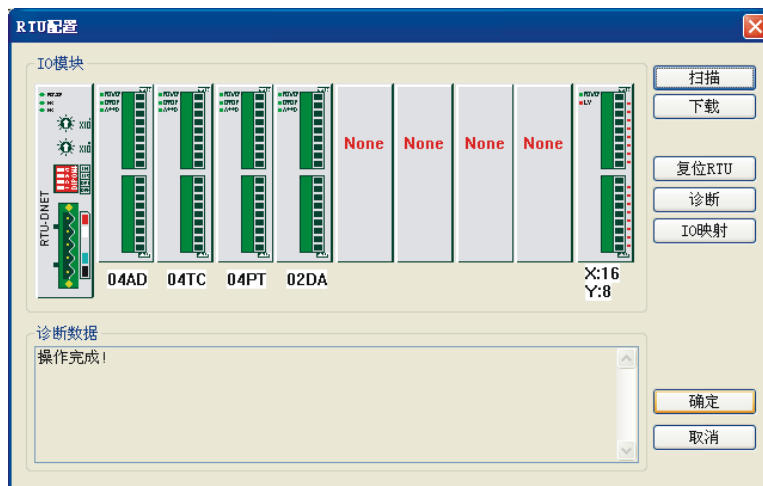 RTU配置
IO模块
扫描
下载
复位RTU
诊断
IO映射
RTU-DNET
X10
X10
None
None
None
None
04AD
04TC
04PT
02DA
X:16
Y:8
诊断数据
操作完成!
确定
取消